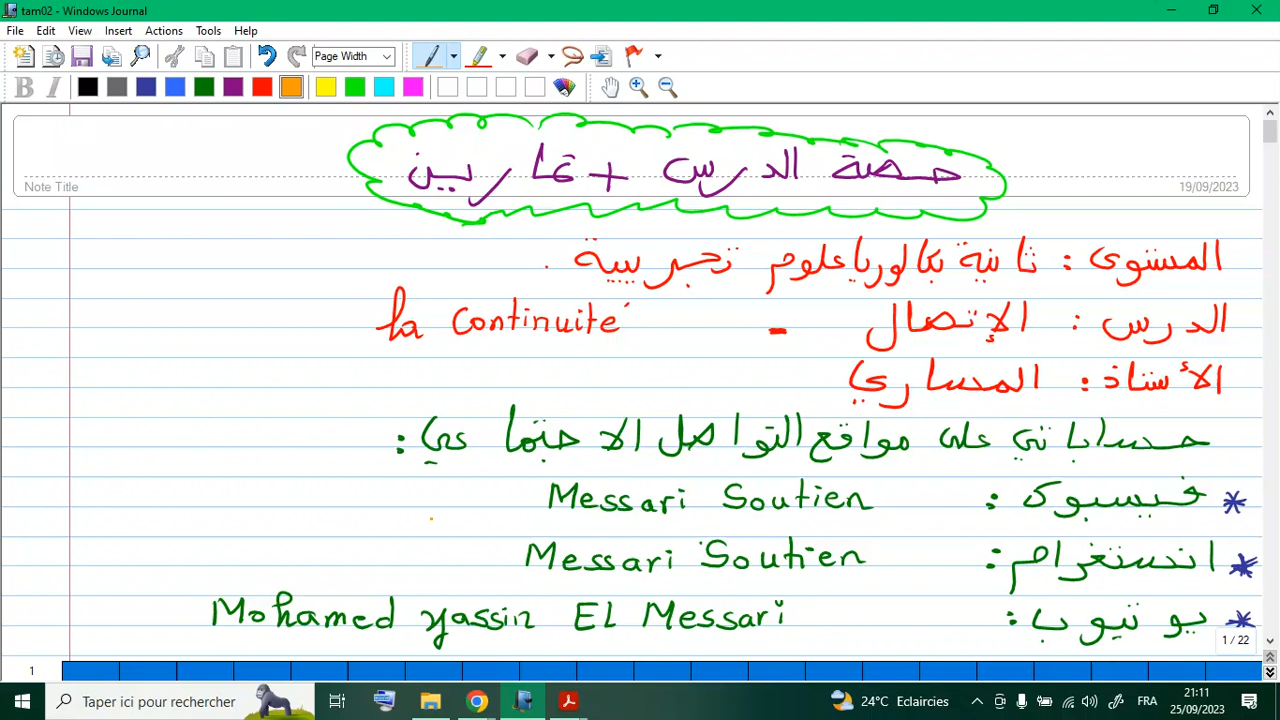 tam02 - Windows Journal
File Edit View Insert Actions Tools Help
Page Width
B I
حصة الدرس + تمارين
Note Title
19/09/2023
المستوى : ثانية بكالوريا علوم تجريبية
الدرس : الإتصال - la Continuité
الأستاذ : المساري
حساباتي على مواقع التواصل الاجتماعي :
* فيسبوك : Messari Soutien
* انستغرام : Messari Soutien
* يوتيوب : Mohamed Yassin EL Messari
1 / 22
1
Taper ici pour rechercher
24°C Eclaircies
FRA
21:11
25/09/2023